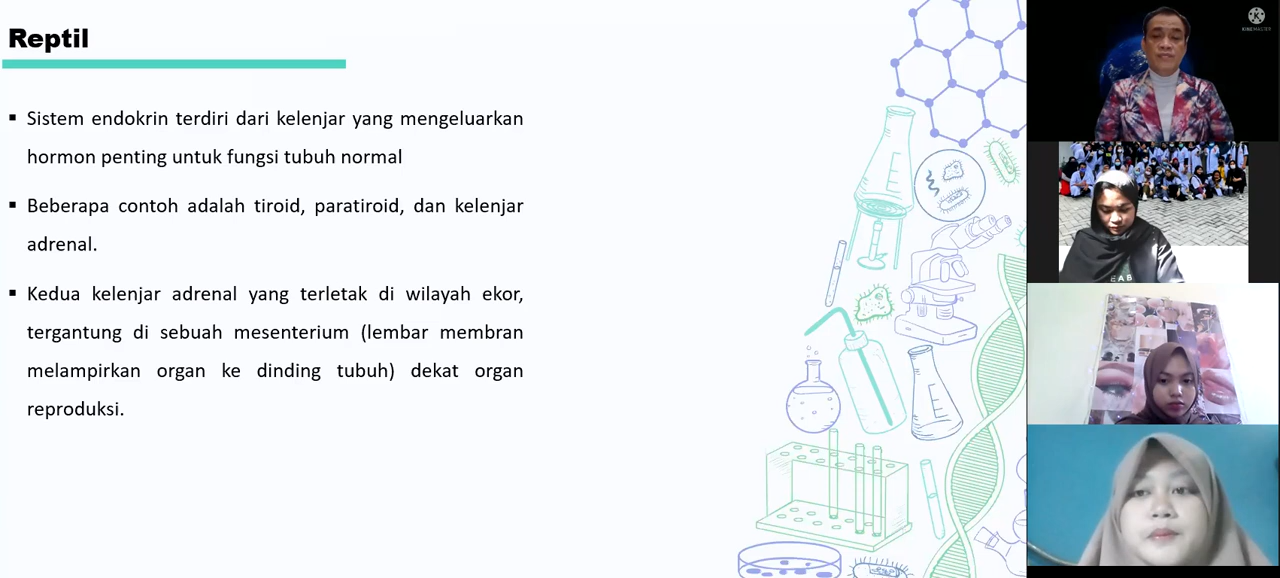 Reptil
▪ Sistem endokrin terdiri dari kelenjar yang mengeluarkan
hormon penting untuk fungsi tubuh normal
▪ Beberapa contoh adalah tiroid, paratiroid, dan kelenjar
adrenal.
▪ Kedua kelenjar adrenal yang terletak di wilayah ekor,
tergantung di sebuah mesenterium (lembar membran
melampirkan organ ke dinding tubuh) dekat organ
reproduksi.
KINEMASTER
EAB